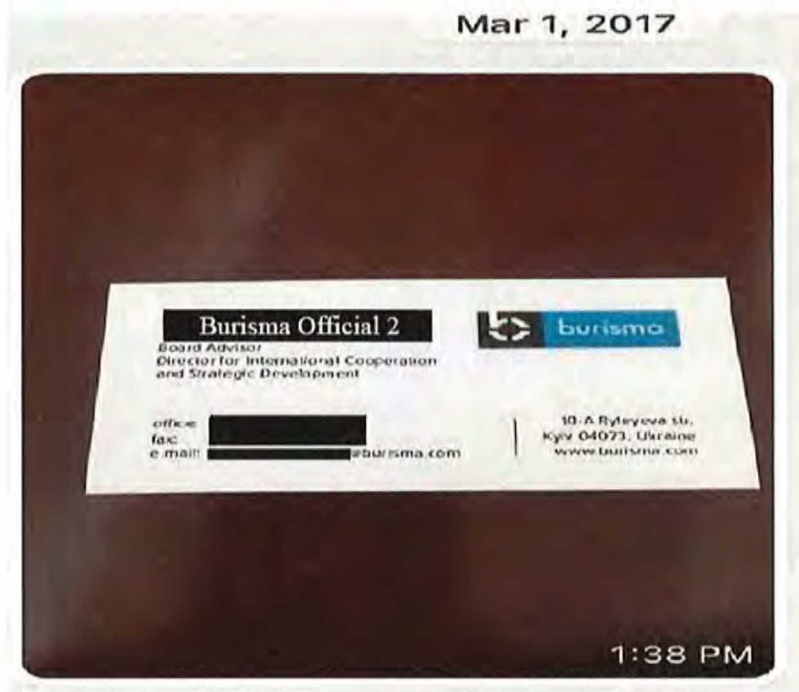 Mar 1, 2017
Burisma Official 2
burisma
Board Advisor
Director for International Cooperation
and Strategic Development
office:
fax:
e-mail: @burisma.com
10-A Ryleyeva str.
Kyiv 04073, Ukraine
www.burisma.com
1:38 PM